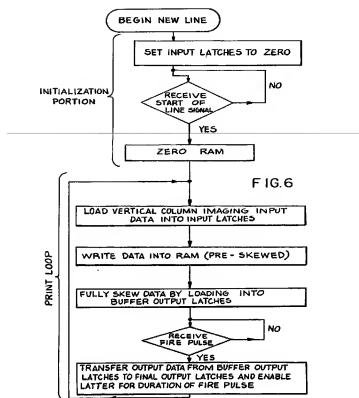 BEGIN NEW LINE
SET INPUT LATCHES TO ZERO
NO
INITIALIZATION
PORTION
RECEIVE
START OF
LINE SIGNAL
YES
ZERO RAM
FIG.6
LOAD VERTICAL COLUMN IMAGING INPUT
DATA INTO INPUT LATCHES
WRITE DATA INTO RAM (PRE-SKEWED)
PRINT LOOP
FULLY SKEW DATA BY LOADING INTO
BUFFER OUTPUT LATCHES
NO
RECEIVE
FIRE PULSE
YES
TRANSFER OUTPUT DATA FROM BUFFER OUTPUT
LATCHES TO FINAL OUTPUT LATCHES AND ENABLE
LATTER FOR DURATION OF FIRE PULSE